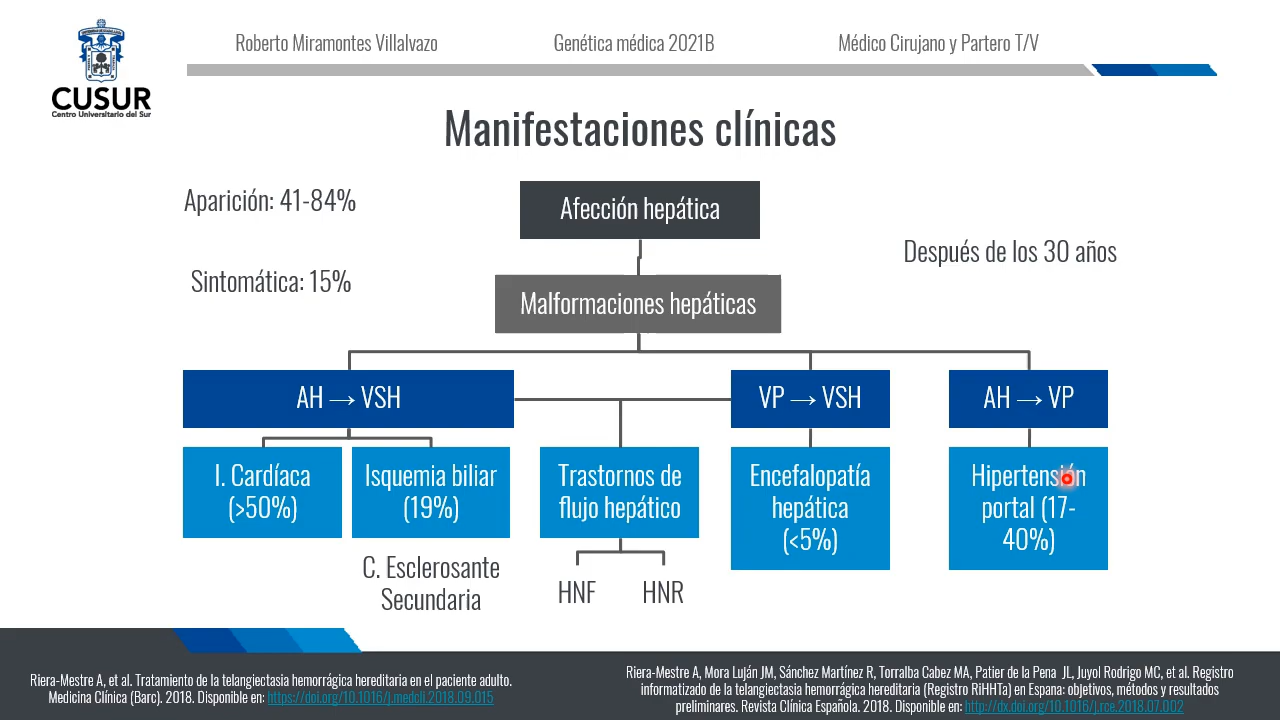 CUSUR
Centro Universitario del Sur
Roberto Miramontes Villalvazo
Genética médica 2021B
Médico Cirujano y Partero T/V
Manifestaciones clínicas
Aparición: 41-84%
Sintomática: 15%
Afección hepática
Después de los 30 años
Malformaciones hepáticas
AH → VSH
VP → VSH
AH → VP
I. Cardíaca
(>50%)
Isquemia biliar
(19%)
Trastornos de
flujo hepático
Encefalopatía
hepática
(<5%)
Hipertensión
portal (17-
40%)
C. Esclerosante
Secundaria
HNF
HNR
Riera-Mestre A, et al. Tratamiento de la telangiectasia hemorrágica hereditaria en el paciente adulto.
Medicina Clínica (Barc). 2018. Disponible en: https://doi.org/10.1016/j.medcli.2018.09.015
Riera-Mestre A, Mora Luján JM, Sánchez Martínez R, Torralba Cabez MA, Patier de la Pena JL, Juyol Rodrigo MC, et al. Registro
informatizado de la telangiectasia hemorrágica hereditaria (Registro RiHHTa) en Espana: objetivos, métodos y resultados
preliminares. Revista Clínica Española. 2018. Disponible en: http://dx.doi.org/10.1016/j.rce.2018.07.002